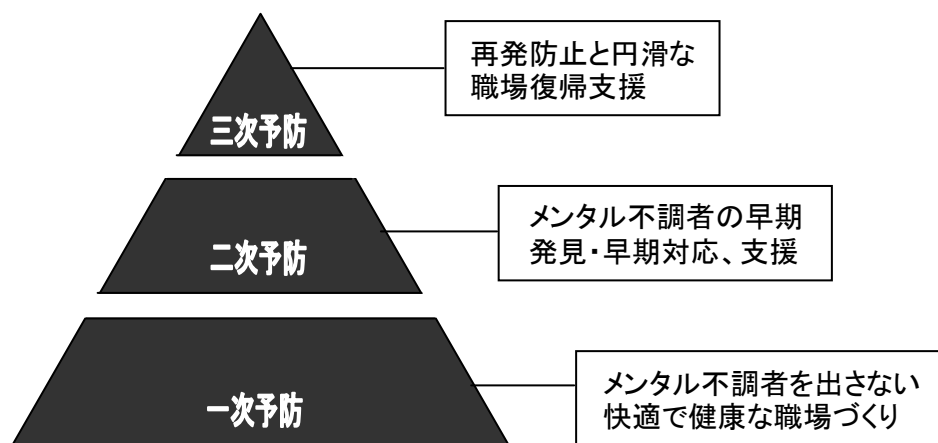 三次予防
再発防止と円滑な
職場復帰支援
二次予防
メンタル不調者の早期
発見・早期対応、支援
一次予防
メンタル不調者を出さない
快適で健康な職場づくり